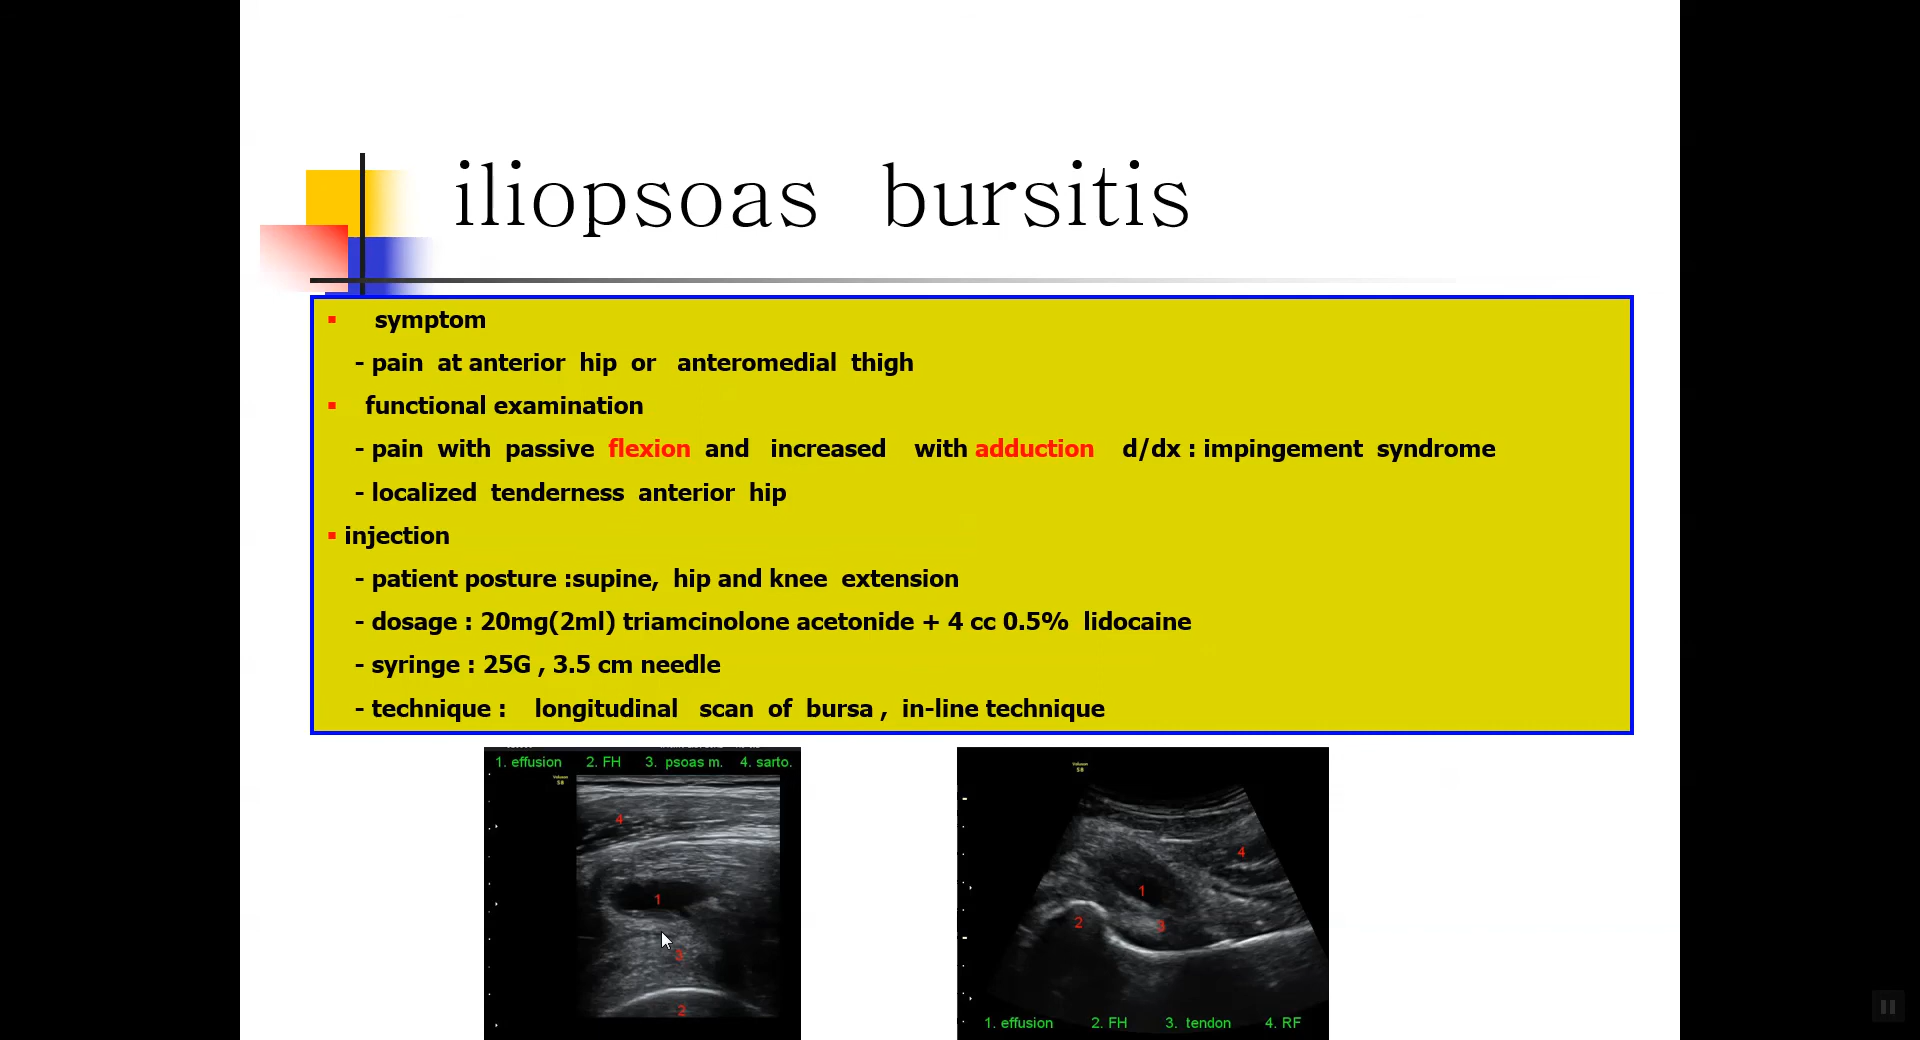 iliopsoas bursitis
symptom
- pain at anterior hip or anteromedial thigh
functional examination
- pain with passive flexion and increased with adduction d/dx : impingement syndrome
- localized tenderness anterior hip
injection
- patient posture :supine, hip and knee extension
- dosage : 20mg(2ml) triamcinolone acetonide + 4 cc 0.5% lidocaine
- syringe : 25G , 3.5 cm needle
- technique : longitudinal scan of bursa , in-line technique
1. effusion 2. FH 3. psoas m. 4. sarto.
4
1
3
2
4
1
2
3
1. effusion 2. FH 3. tendon 4. RF